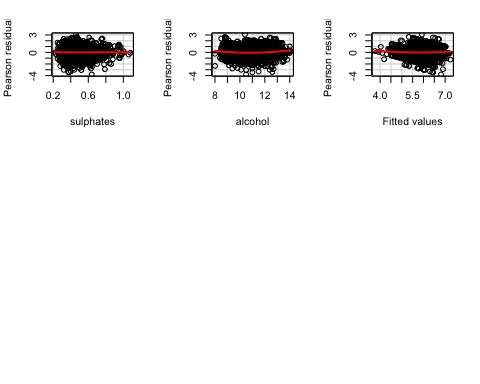 Pearson residual
3
0
-4
0.2 0.6 1.0
sulphates
Pearson residual
3
0
-4
8 10 12 14
alcohol
Pearson residual
3
0
-4
4.0 5.5 7.0
Fitted values